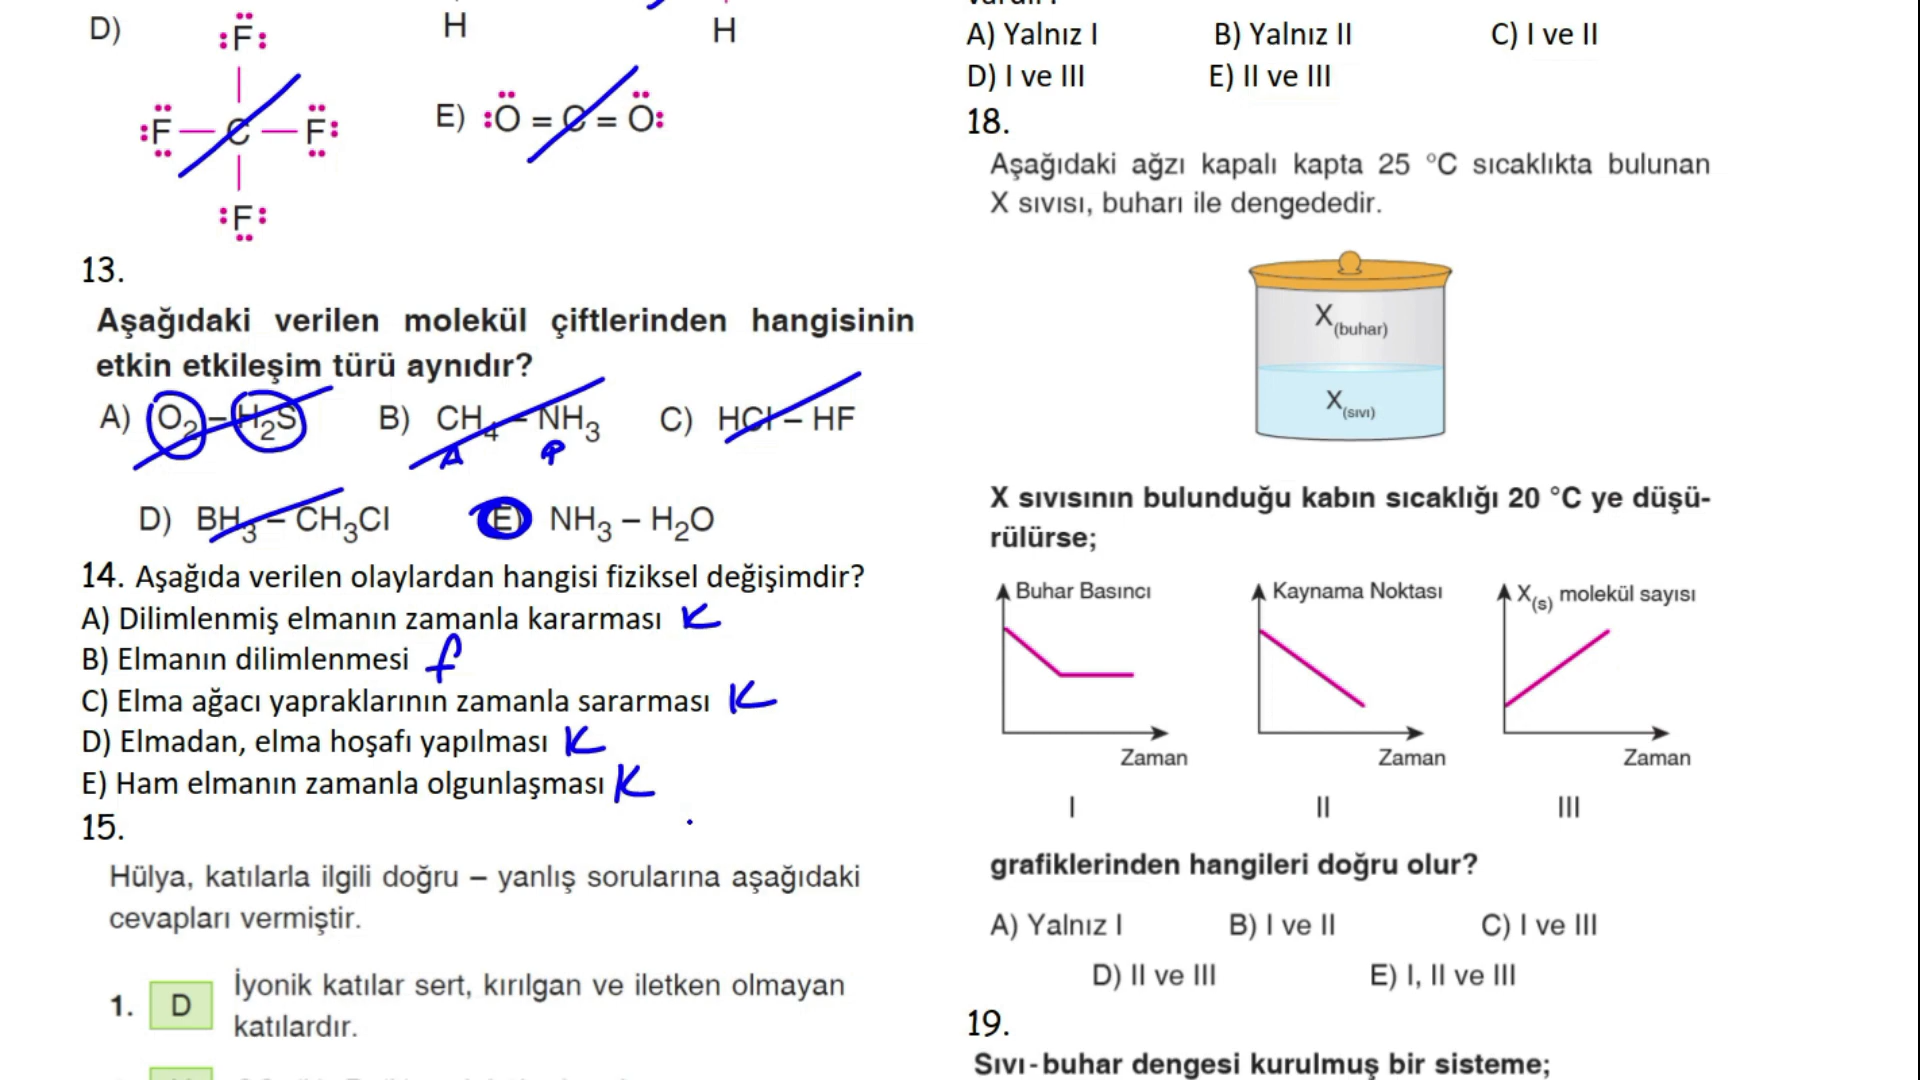 D)
:F:
H
H
:F — C — F:
:F:
E) :O = C = O:
13.
Aşağıdaki verilen molekül çiftlerinden hangisinin
etkin etkileşim türü aynıdır?
A) O2 – H2S B) CH4 – NH3 C) HCl – HF
A P
D) BH3 – CH3Cl E) NH3 – H2O
14. Aşağıda verilen olaylardan hangisi fiziksel değişimdir?
A) Dilimlenmiş elmanın zamanla kararması K
B) Elmanın dilimlenmesi f
C) Elma ağacı yapraklarının zamanla sararması K
D) Elmadan, elma hoşafı yapılması K
E) Ham elmanın zamanla olgunlaşması K
15.
Hülya, katılarla ilgili doğru – yanlış sorularına aşağıdaki
cevapları vermiştir.
1. D İyonik katılar sert, kırılgan ve iletken olmayan
katılardır.
A) Yalnız I B) Yalnız II C) I ve II
D) I ve III E) II ve III
18.
Aşağıdaki ağzı kapalı kapta 25 °C sıcaklıkta bulunan
X sıvısı, buharı ile dengededir.
X(buhar)
X(sıvı)
X sıvısının bulunduğu kabın sıcaklığı 20 °C ye düşü-
rülürse;
Buhar Basıncı Kaynama Noktası X(s) molekül sayısı
Zaman Zaman Zaman
I II III
grafiklerinden hangileri doğru olur?
A) Yalnız I B) I ve II C) I ve III
D) II ve III E) I, II ve III
19.
Sıvı - buhar dengesi kurulmuş bir sisteme;